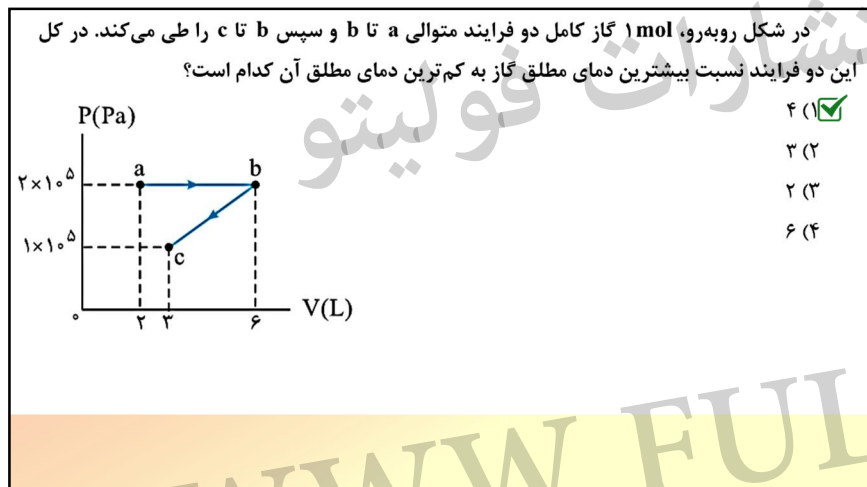 در شکل روبه‌رو، ۱mol گاز کامل دو فرایند متوالی a تا b و سپس b تا c را طی می‌کند. در کل
این دو فرایند نسبت بیشترین دمای مطلق گاز به کم‌ترین دمای مطلق آن کدام است؟
۱) ۴
۲) ۳
۳) ۲
۴) ۶
P(Pa)
a b
۲×۱۰^۵
۱×۱۰^۵
c
۰ ۲ ۳ ۶ V(L)
انتشارات فولیتو
WWW FUL